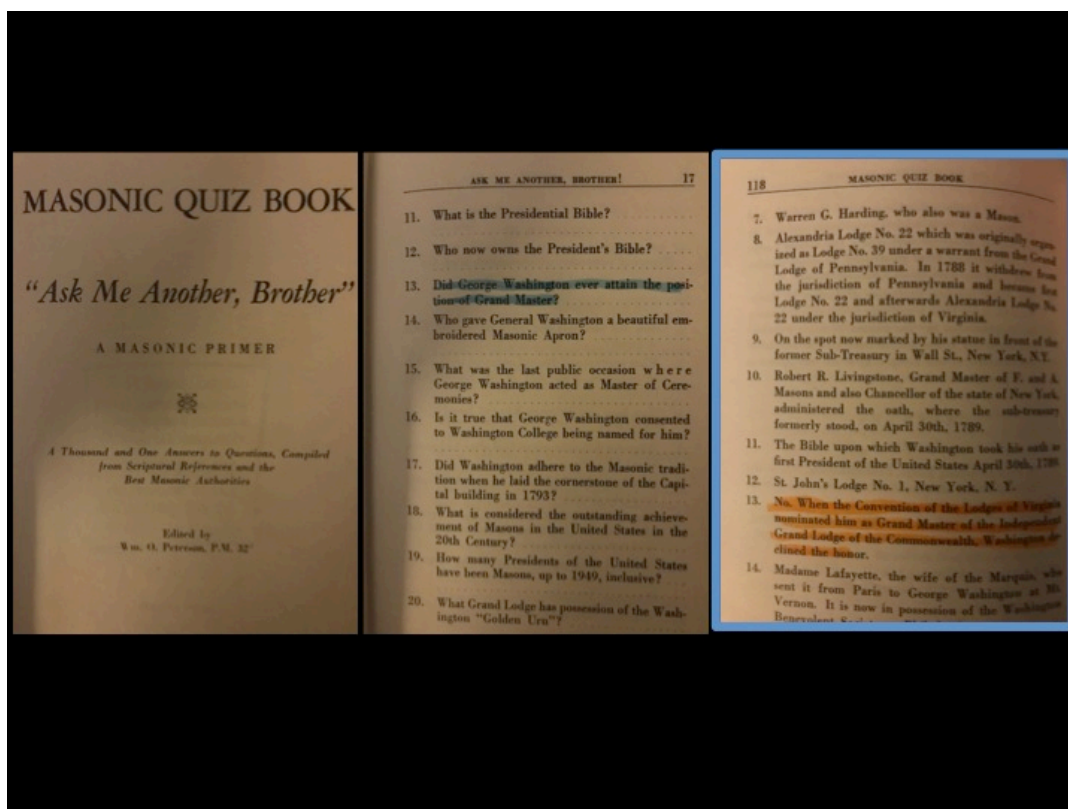 MASONIC QUIZ BOOK
"Ask Me Another, Brother"
A MASONIC PRIMER
A Thousand and One Answers to Questions, Compiled
from Scriptural References and the
Best Masonic Authorities
Edited by
Wm. O. Peterson, P.M. 32°
ASK ME ANOTHER, BROTHER! 17
11. What is the Presidential Bible?
12. Who now owns the President's Bible?
13. Did George Washington ever attain the posi-
tion of Grand Master?
14. Who gave General Washington a beautiful em-
broidered Masonic Apron?
15. What was the last public occasion where
George Washington acted as Master of Cere-
monies?
16. Is it true that George Washington consented
to Washington College being named for him?
17. Did Washington adhere to the Masonic tradi-
tion when he laid the cornerstone of the Capi-
tal building in 1793?
18. What is considered the outstanding achieve-
ment of Masons in the United States in the
20th Century?
19. How many Presidents of the United States
have been Masons, up to 1949, inclusive?
20. What Grand Lodge has possession of the Wash-
ington "Golden Urn"?
118 MASONIC QUIZ BOOK
7. Warren G. Harding, who also was a Mason.
8. Alexandria Lodge No. 22 which was originally organ-
ized as Lodge No. 39 under a warrant from the Grand
Lodge of Pennsylvania. In 1788 it withdrew from
the jurisdiction of Pennsylvania and became first
Lodge No. 22 and afterwards Alexandria Lodge No.
22 under the jurisdiction of Virginia.
9. On the spot now marked by his statue in front of the
former Sub-Treasury in Wall St., New York, N.Y.
10. Robert R. Livingstone, Grand Master of F. and A.
Masons and also Chancellor of the state of New York,
administered the oath, where the sub-treasury
formerly stood, on April 30th, 1789.
11. The Bible upon which Washington took his oath as
first President of the United States April 30th, 1789.
12. St. John's Lodge No. 1, New York, N. Y.
13. No. When the Convention of the Lodges of Virginia
nominated him as Grand Master of the Independent
Grand Lodge of the Commonwealth, Washington de-
clined the honor.
14. Madame Lafayette, the wife of the Marquis, who
sent it from Paris to George Washington at Mt.
Vernon. It is now in possession of the Washington
Benevolent